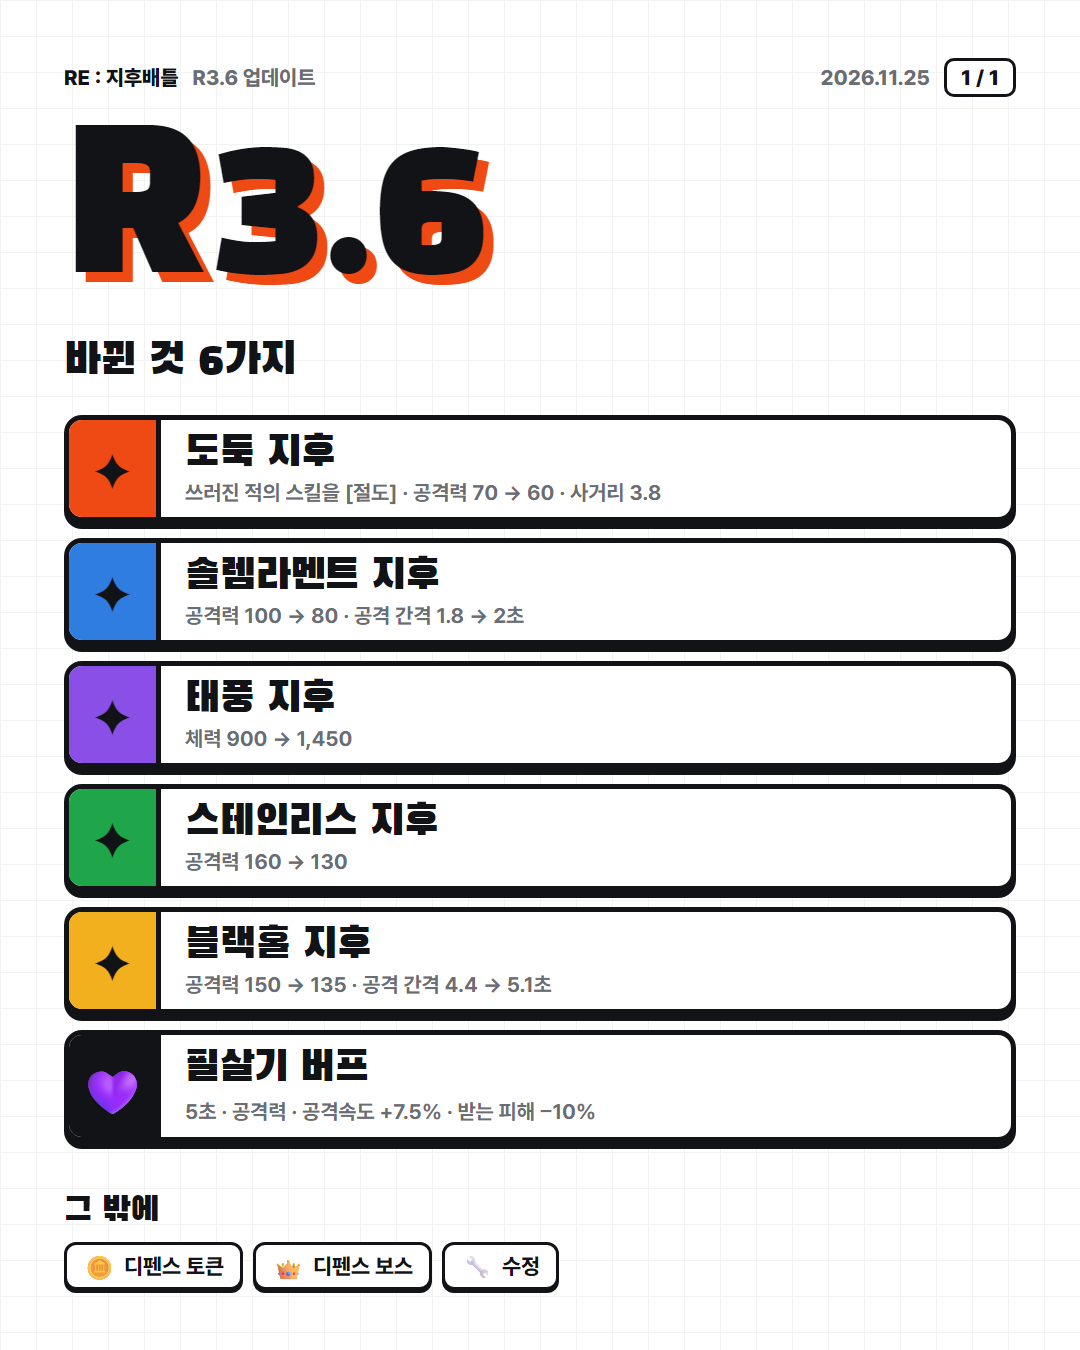 RE : 지후배틀 R3.6 업데이트
2026.11.25 1 / 1
R3.6
바뀐 것 6가지
도둑 지후
쓰러진 적의 스킬을 [절도] · 공격력 70 → 60 · 사거리 3.8
솔렘라멘트 지후
공격력 100 → 80 · 공격 간격 1.8 → 2초
태풍 지후
체력 900 → 1,450
스테인리스 지후
공격력 160 → 130
블랙홀 지후
공격력 150 → 135 · 공격 간격 4.4 → 5.1초
필살기 버프
5초 · 공격력 · 공격속도 +7.5% · 받는 피해 −10%
그 밖에
디펜스 토큰
디펜스 보스
수정